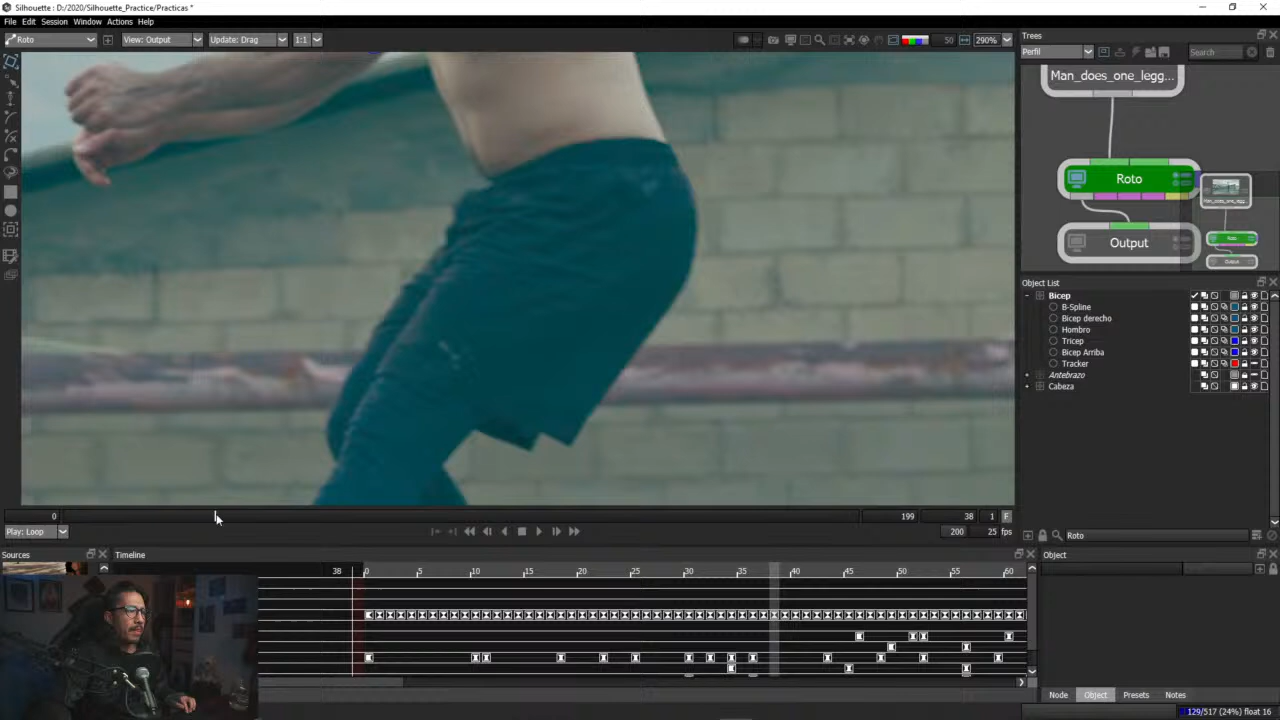 Silhouette : D:/2020/Silhouette_Practice/Practicas *
File Edit Session Window Actions Help
Roto View: Output Update: Drag 1:1 50 290%
Trees
Perfil Search
Man_does_one_legg...
Roto
Output
Object List
Bicep
B-Spline
Bicep derecho
Hombro
Tricep
Bicep Arriba
Tracker
Antebrazo
Cabeza
0 199 38 1 F
Play: Loop 200 25 fps
Roto
Sources Timeline Object
38 0 5 10 15 20 25 30 35 40 45 50 55 60
Node Object Presets Notes
129/517 (24%) float 16